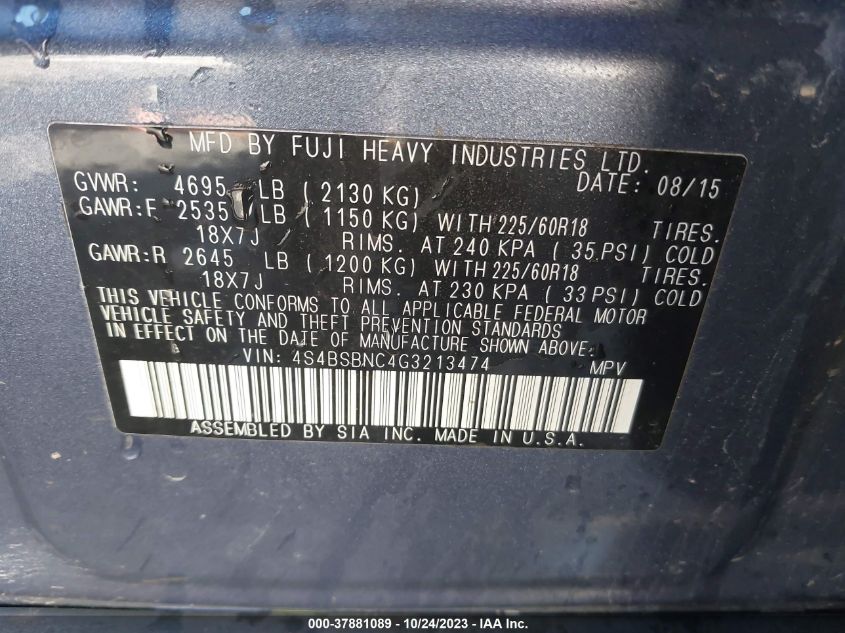 MFD BY FUJI HEAVY INDUSTRIES LTD.
GVWR: 4695 LB (2130 KG) DATE: 08/15
GAWR:F 2535 LB (1150 KG) WITH 225/60R18 TIRES.
18X7J RIMS. AT 240 KPA (35 PSI) COLD
GAWR:R 2645 LB (1200 KG) WITH 225/60R18 TIRES.
18X7J RIMS. AT 230 KPA (33 PSI) COLD
THIS VEHICLE CONFORMS TO ALL APPLICABLE FEDERAL MOTOR
VEHICLE SAFETY AND THEFT PREVENTION STANDARDS
IN EFFECT ON THE DATE OF MANUFACTURE SHOWN ABOVE:
VIN: 4S4BSBNC4G3213474 MPV
ASSEMBLED BY SIA INC. MADE IN U.S.A.
000-37881089 - 10/24/2023 - www.iaai.com